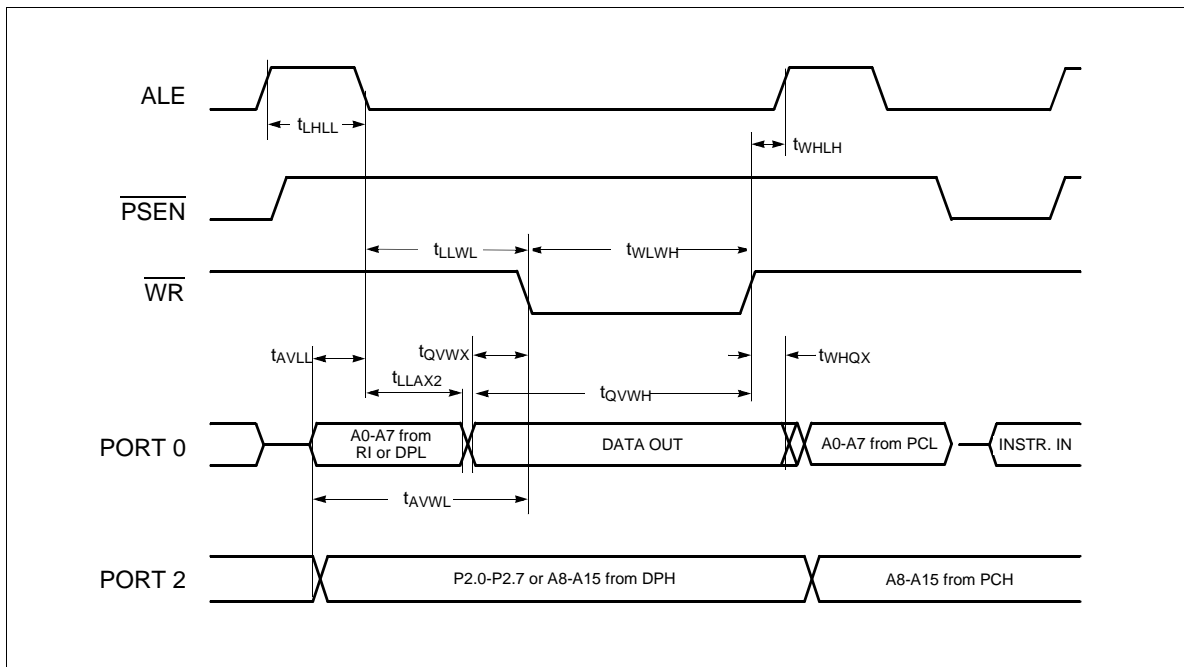 ALE
tLHLL
tWHLH
PSEN
tLLWL
tWLWH
WR
tAVLL
tQVWX
tWHQX
tLLAX2
tQVWH
PORT 0
A0-A7 from
RI or DPL
DATA OUT
A0-A7 from PCL
INSTR. IN
tAVWL
PORT 2
P2.0-P2.7 or A8-A15 from DPH
A8-A15 from PCH